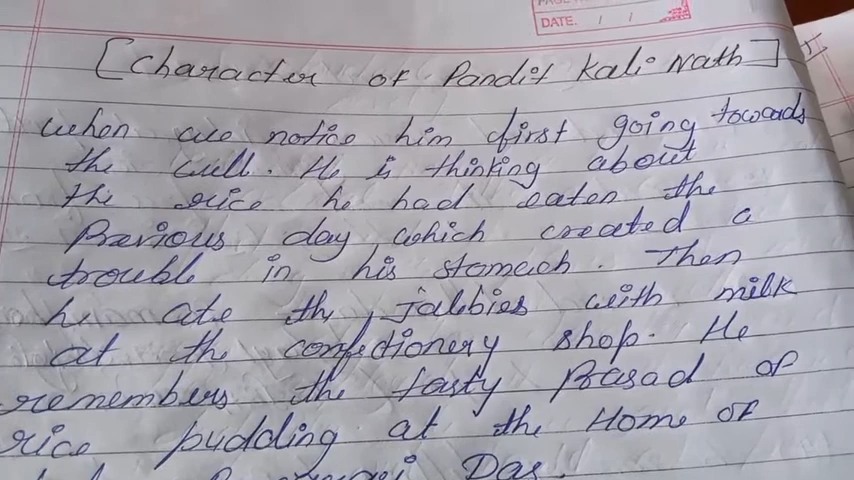 DATE. / /
[Character of Pandit Kali Nath]
when we notice him first going towards
the well. He is thinking about
the rice he had eaten the
Previous day, which created a
trouble in his stomach. Then
he ate the Jalebies with milk
at the confectionery shop. He
remembers the tasty Prasad of
rice pudding at the Home of
Das.